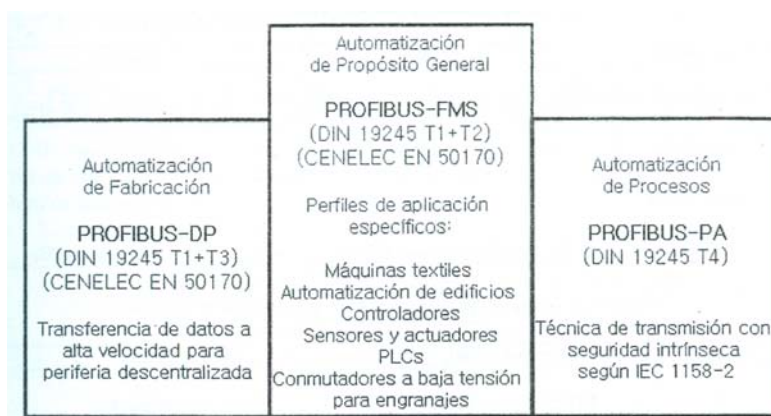 Automatización
de Fabricación
PROFIBUS-DP
(DIN 19245 T1+T3)
(CENELEC EN 50170)
Transferencia de datos a
alta velocidad para
periferia descentralizada
Automatización
de Propósito General
PROFIBUS-FMS
(DIN 19245 T1+T2)
(CENELEC EN 50170)
Perfiles de aplicación
específicos:
Máquinas textiles
Automatización de edificios
Controladores
Sensores y actuadores
PLCs
Conmutadores a baja tensión
para engranajes
Automatización
de Procesos
PROFIBUS-PA
(DIN 19245 T4)
Técnica de transmisión con
seguridad intrínseca
según IEC 1158-2